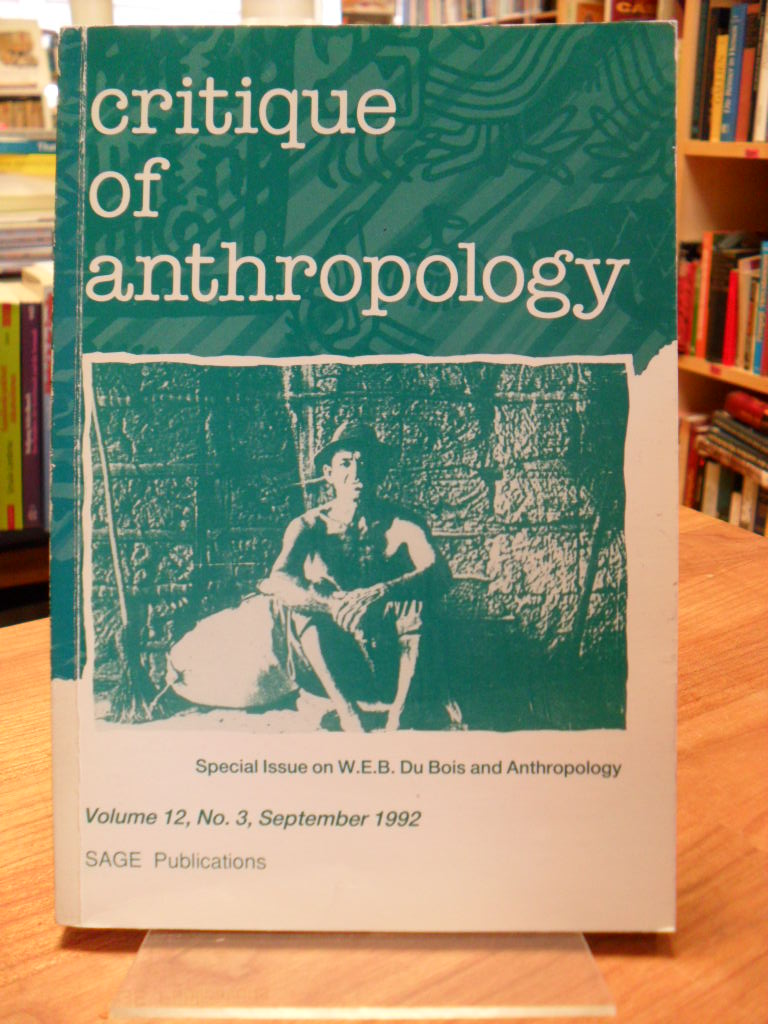 critique
of
anthropology
Special Issue on W.E.B. Du Bois and Anthropology
Volume 12, No. 3, September 1992
SAGE Publications